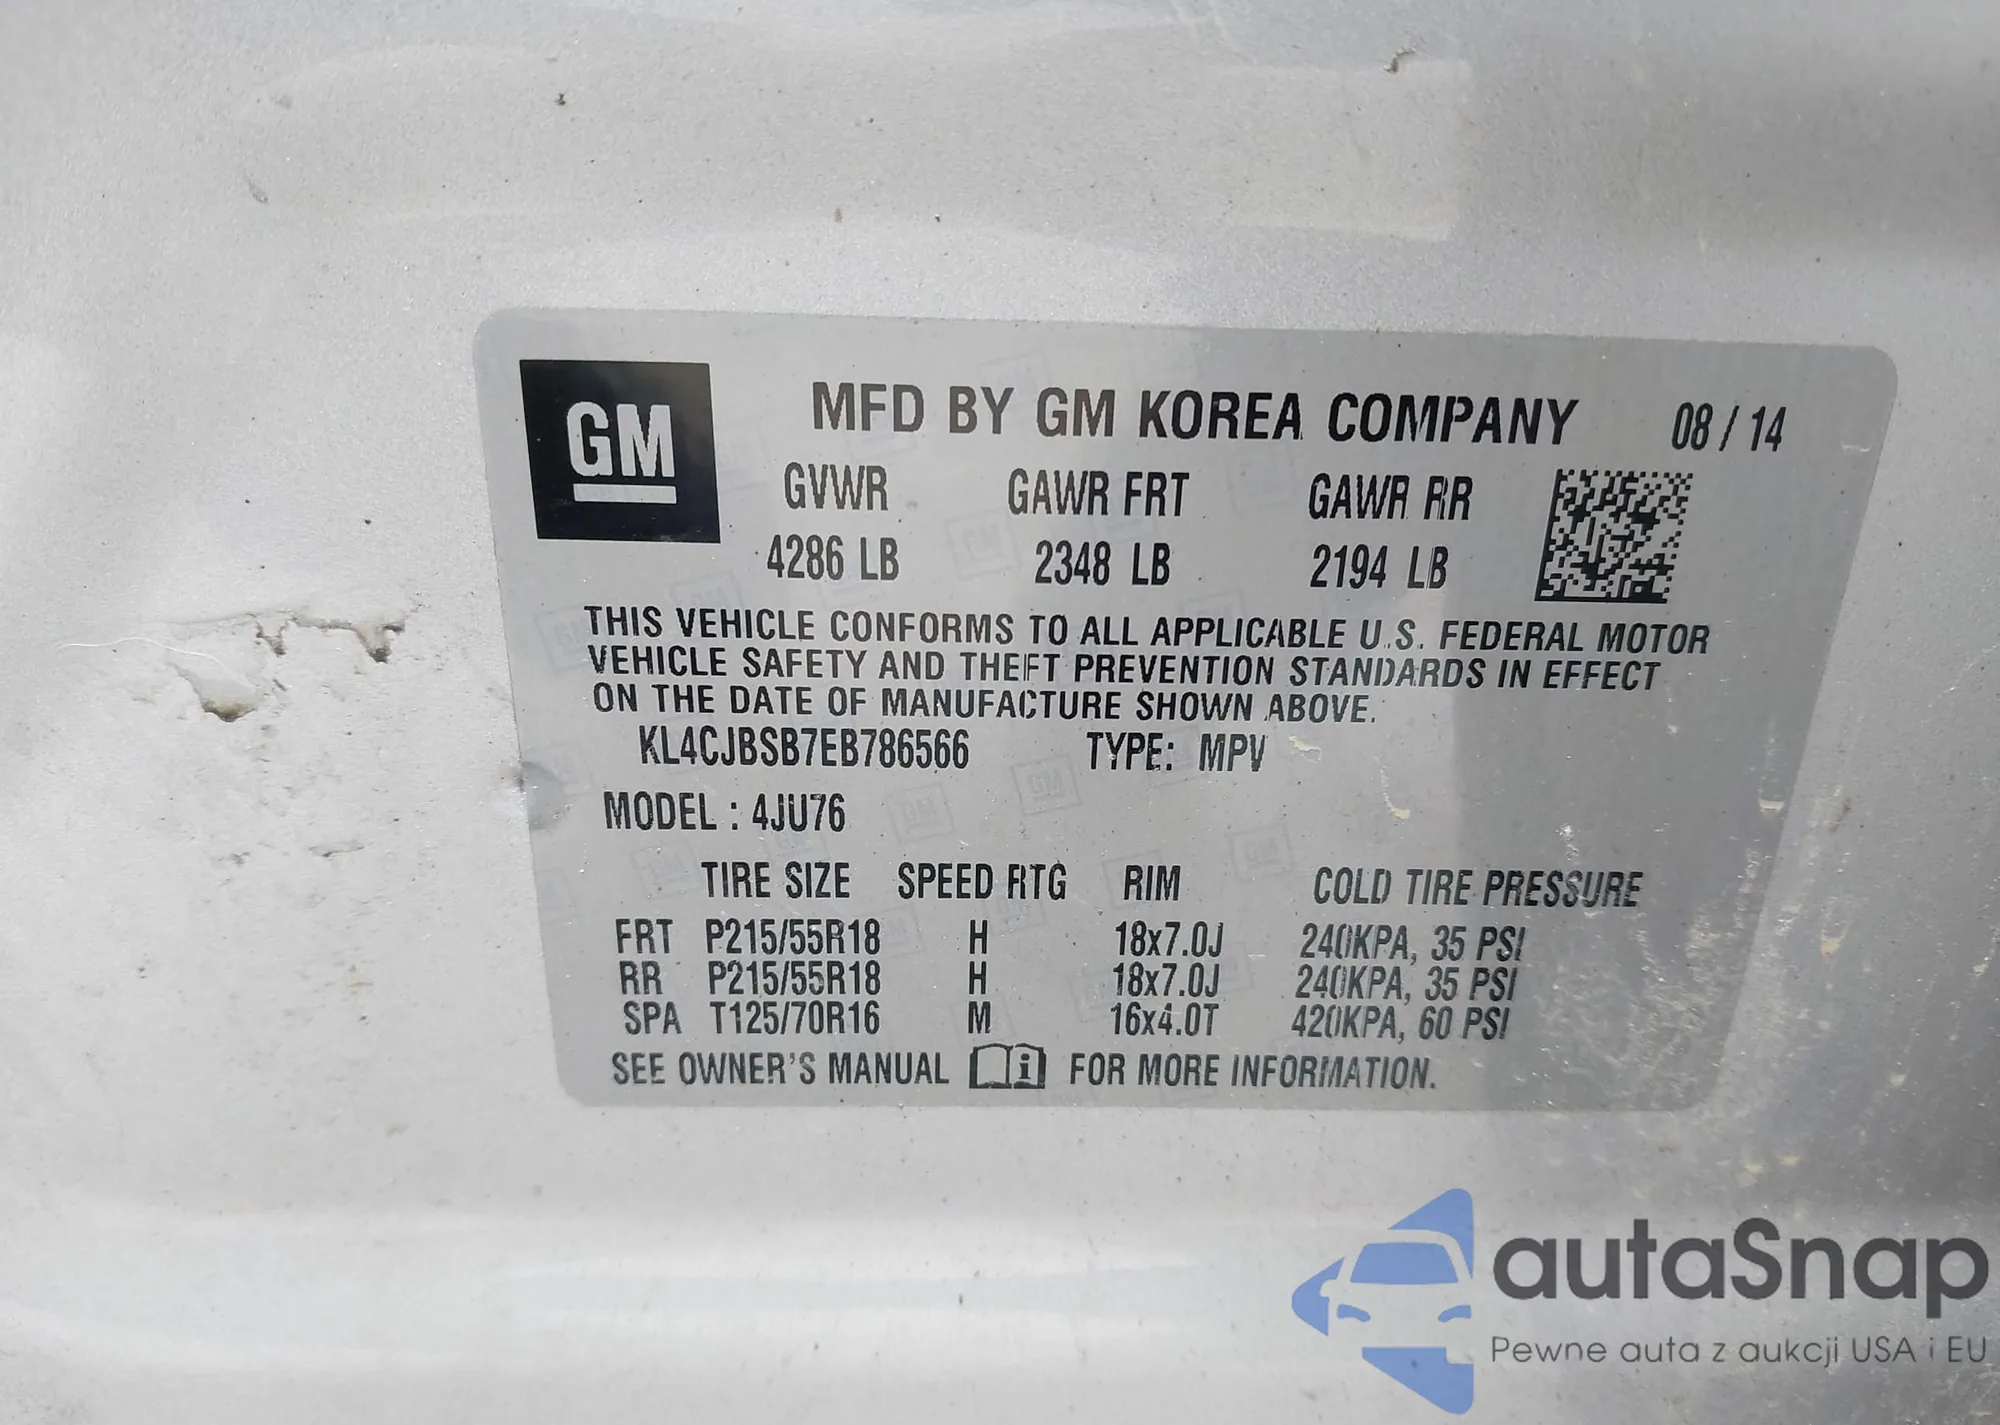 GM
MFD BY GM KOREA COMPANY 08 / 14
GVWR GAWR FRT GAWR RR
4286 LB 2348 LB 2194 LB
THIS VEHICLE CONFORMS TO ALL APPLICABLE U.S. FEDERAL MOTOR
VEHICLE SAFETY AND THEFT PREVENTION STANDARDS IN EFFECT
ON THE DATE OF MANUFACTURE SHOWN ABOVE.
KL4CJBSB7EB786566 TYPE: MPV
MODEL : 4JU76
TIRE SIZE SPEED RTG RIM COLD TIRE PRESSURE
FRT P215/55R18 H 18x7.0J 240KPA, 35 PSI
RR P215/55R18 H 18x7.0J 240KPA, 35 PSI
SPA T125/70R16 M 16x4.0T 420KPA, 60 PSI
SEE OWNER'S MANUAL FOR MORE INFORMATION.
autaSnap
Pewne auta z aukcji USA i EU